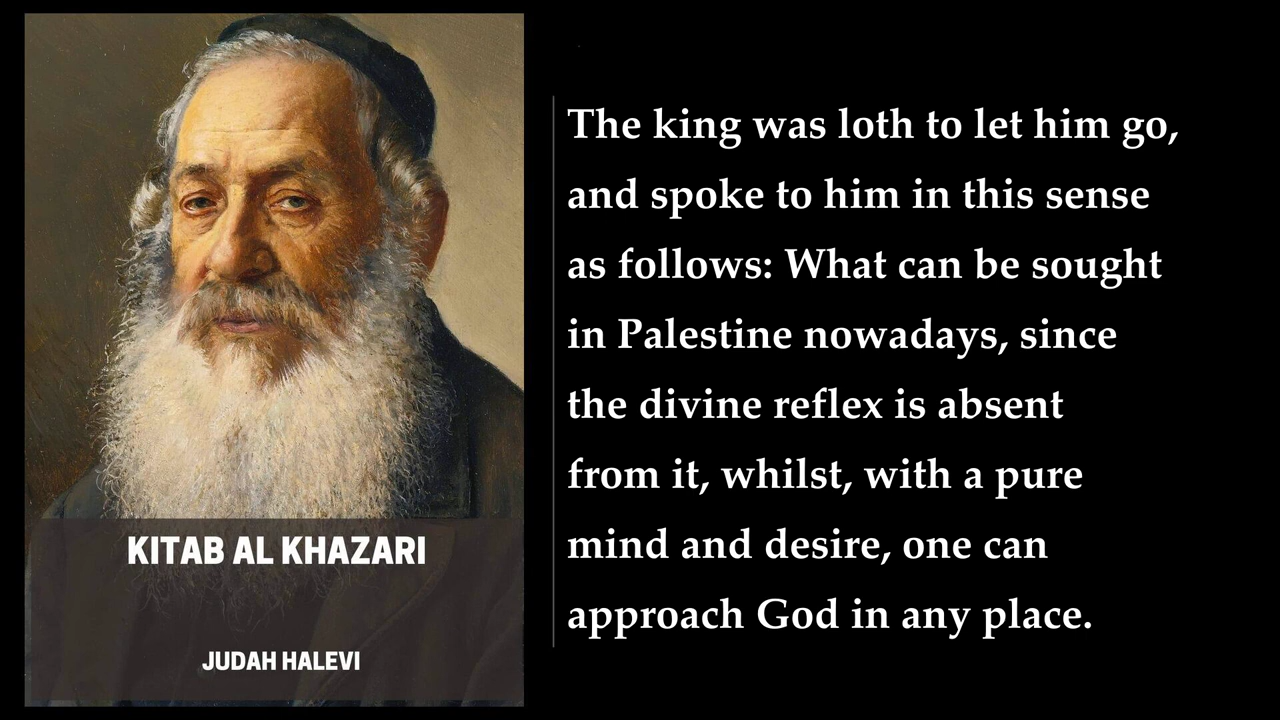 KITAB AL KHAZARI
JUDAH HALEVI
The king was loth to let him go,
and spoke to him in this sense
as follows: What can be sought
in Palestine nowadays, since
the divine reflex is absent
from it, whilst, with a pure
mind and desire, one can
approach God in any place.